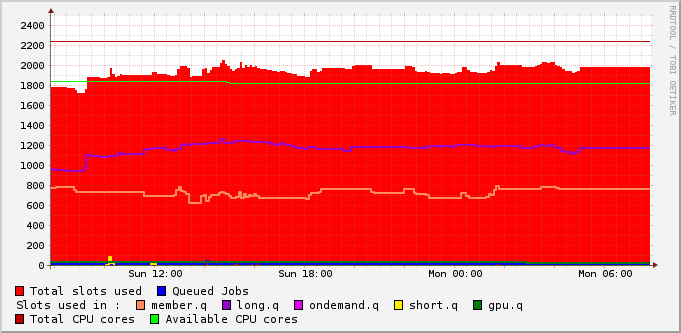 2400
2200
2000
1800
1600
1400
1200
1000
800
600
400
200
0
Sun 12:00 Sun 18:00 Mon 00:00 Mon 06:00
Total slots used Queued Jobs
Slots used in : member.q long.q ondemand.q short.q gpu.q
Total CPU cores Available CPU cores
RRDTOOL / TOBI OETIKER